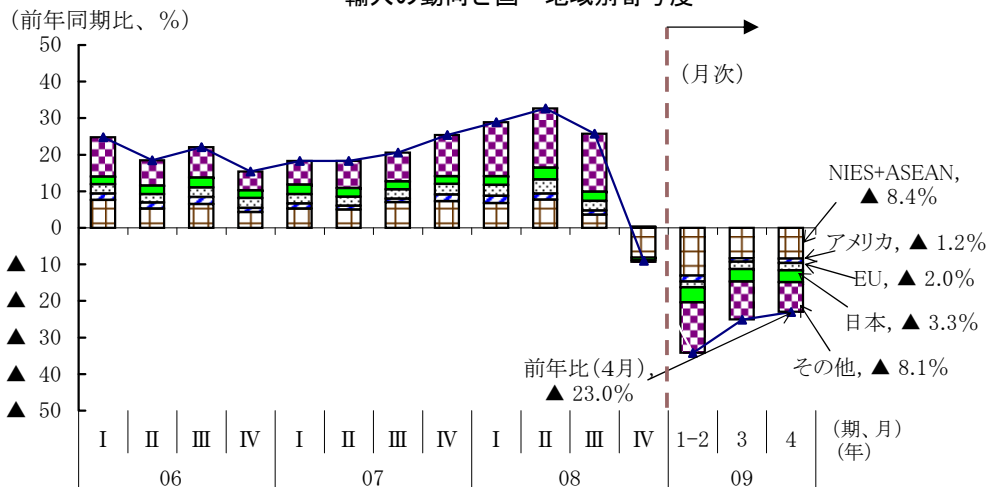 輸入の動向と国・地域別寄与度
(前年同期比、%)
50
40
30
20
10
0
▲ 10
▲ 20
▲ 30
▲ 40
▲ 50
(月次)
NIES+ASEAN,
▲ 8.4%
アメリカ, ▲ 1.2%
EU, ▲ 2.0%
日本, ▲ 3.3%
その他, ▲ 8.1%
前年比(4月),
▲ 23.0%
Ⅰ Ⅱ Ⅲ Ⅳ Ⅰ Ⅱ Ⅲ Ⅳ Ⅰ Ⅱ Ⅲ Ⅳ 1-2 3 4 (期、月)
(年)
06 07 08 09